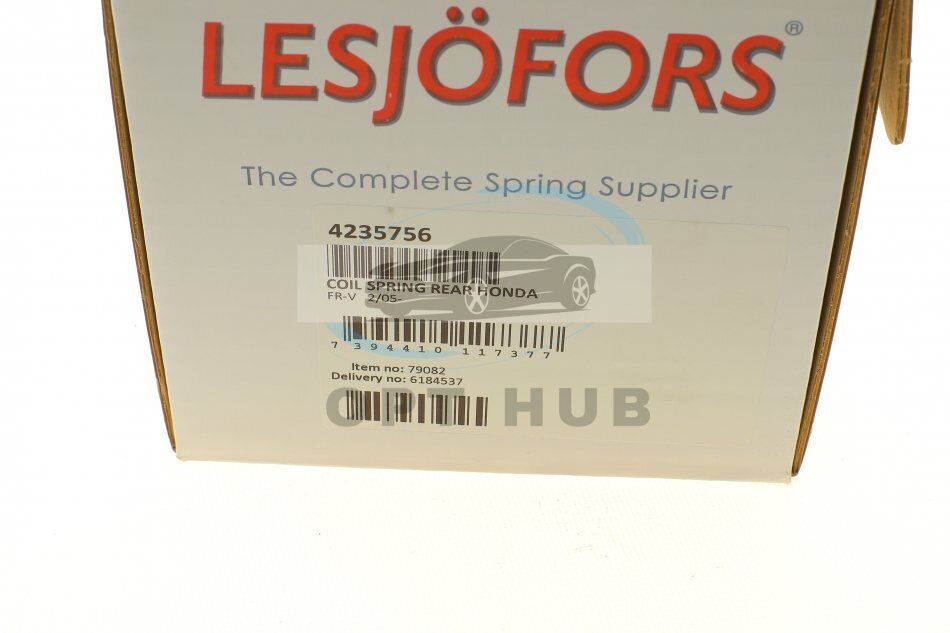 LESJÖFORS®
The Complete Spring Supplier
4235756
COIL SPRING REAR HONDA
FR-V 2/05-
7 394410 117377
Item no: 79082
Delivery no: 6184537
OPT HUB